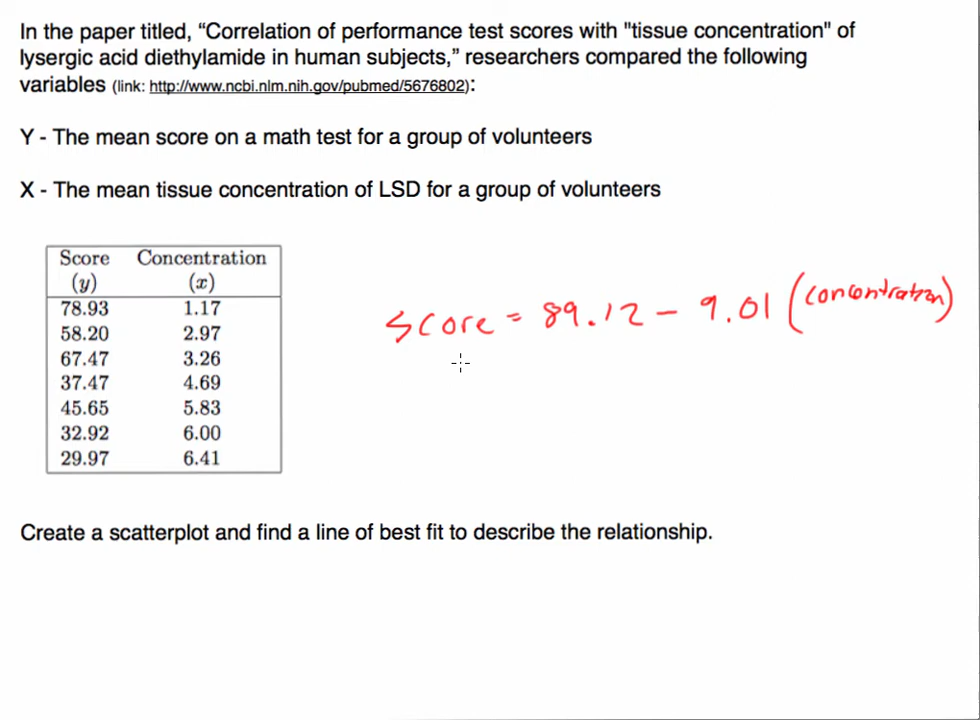 In the paper titled, “Correlation of performance test scores with "tissue concentration" of
lysergic acid diethylamide in human subjects,” researchers compared the following
variables (link: http://www.ncbi.nlm.nih.gov/pubmed/5676802):
Y - The mean score on a math test for a group of volunteers
X - The mean tissue concentration of LSD for a group of volunteers
Score Concentration
(y) (x)
78.93 1.17
58.20 2.97
67.47 3.26
37.47 4.69
45.65 5.83
32.92 6.00
29.97 6.41
Score = 89.12 - 9.01 (concentration)
Create a scatterplot and find a line of best fit to describe the relationship.